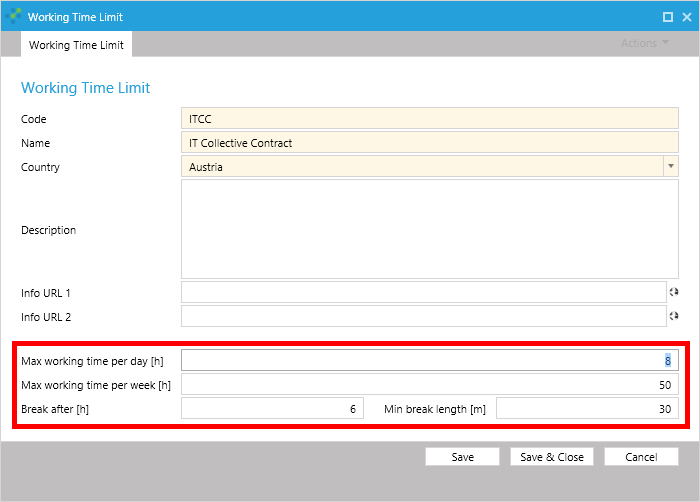 Working Time Limit
Working Time Limit
Actions
Working Time Limit
Code ITCC
Name IT Collective Contract
Country Austria
Description
Info URL 1
Info URL 2
Max working time per day [h] 8
Max working time per week [h] 50
Break after [h] 6 Min break length [m] 30
Save Save & Close Cancel